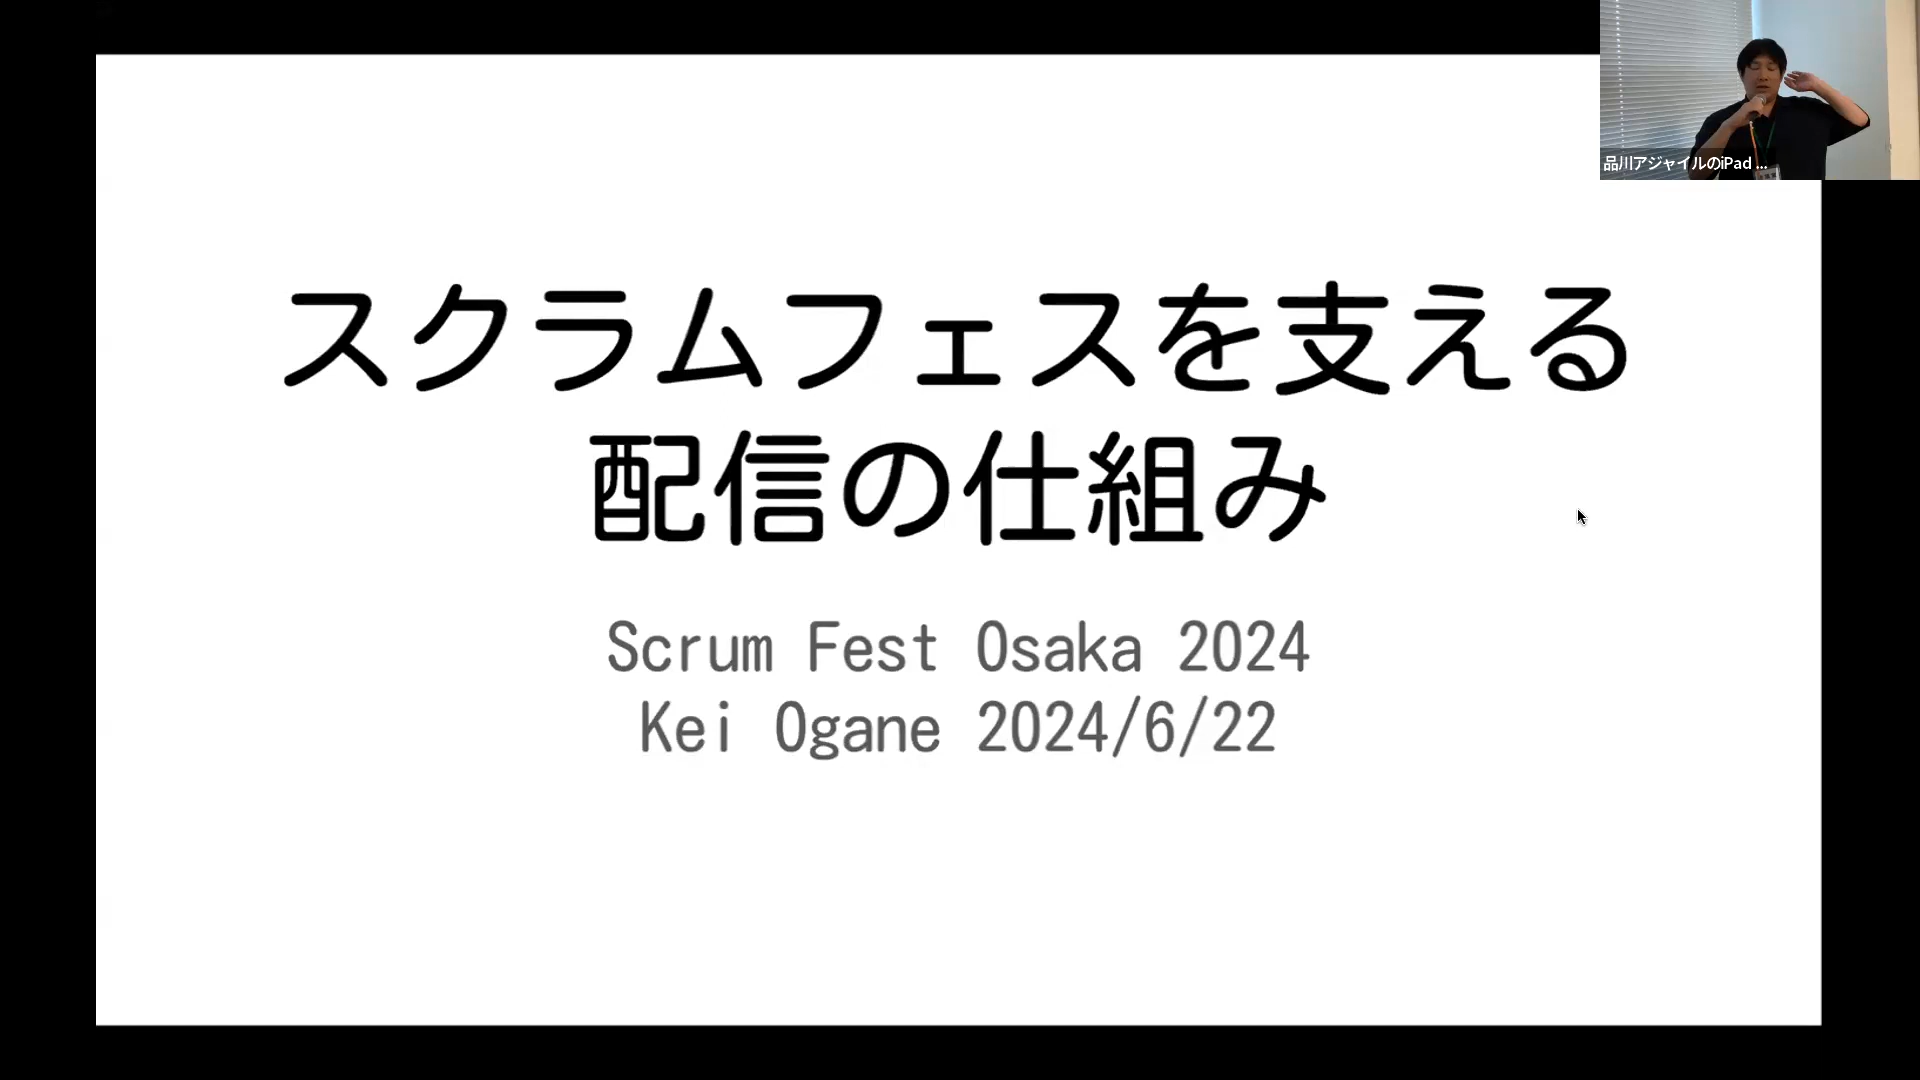 スクラムフェスを支える
配信の仕組み
Scrum Fest Osaka 2024
Kei Ogane 2024/6/22
品川アジャイルのiPad ...